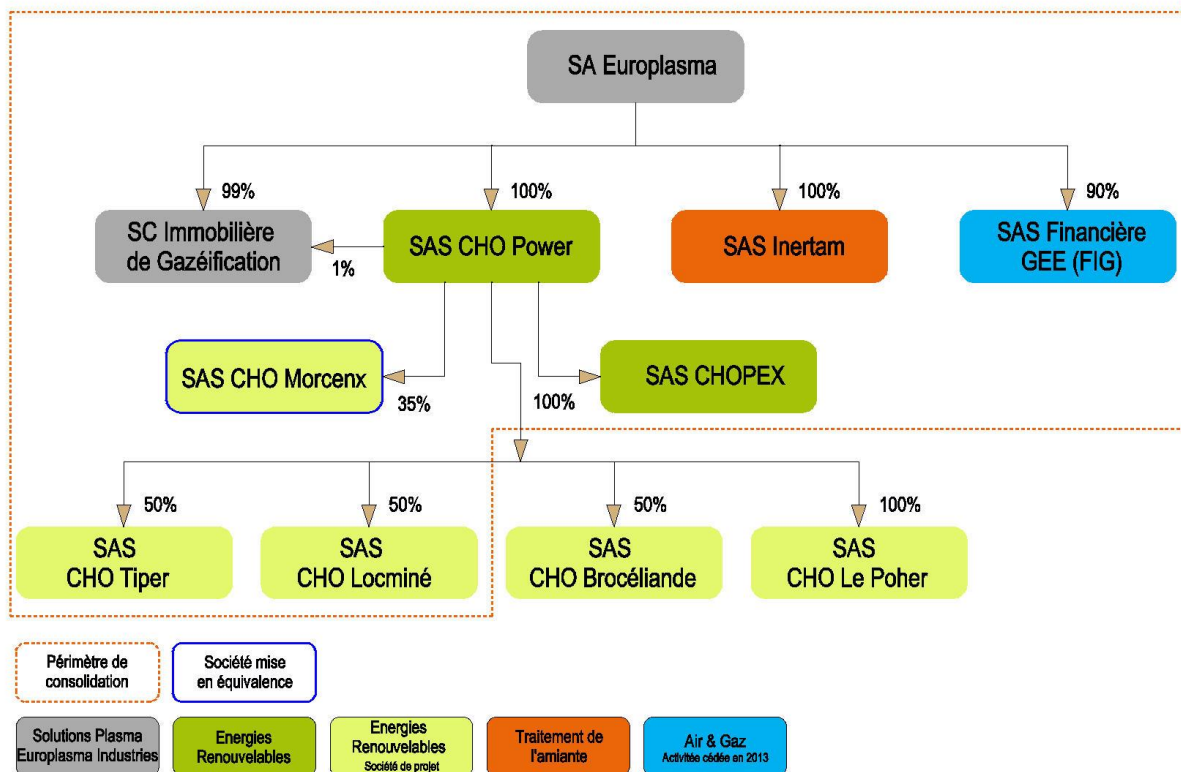 SA Europlasma
99%
100%
100%
90%
SC Immobilière
de Gazéification
1%
SAS CHO Power
SAS Inertam
SAS Financière
GEE (FIG)
SAS CHO Morcenx
35%
100%
SAS CHOPEX
50%
50%
50%
100%
SAS
CHO Tiper
SAS
CHO Locminé
SAS
CHO Brocéliande
SAS
CHO Le Poher
Périmètre de
consolidation
Société mise
en équivalence
Solutions Plasma
Europlasma Industries
Energies
Renouvelables
Energies
Renouvelables
Société de projet
Traitement de
l'amiante
Air & Gaz
Activitée cédée en 2013